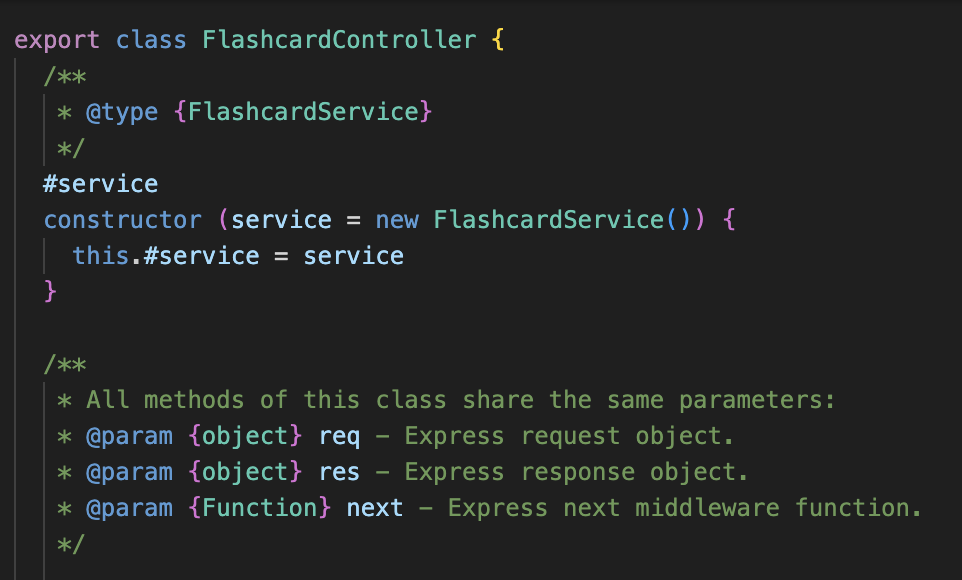 export class FlashcardController {
/**
* @type {FlashcardService}
*/
#service
constructor (service = new FlashcardService()) {
this.#service = service
}
/**
* All methods of this class share the same parameters:
* @param {object} req – Express request object.
* @param {object} res – Express response object.
* @param {Function} next – Express next middleware function.
*/